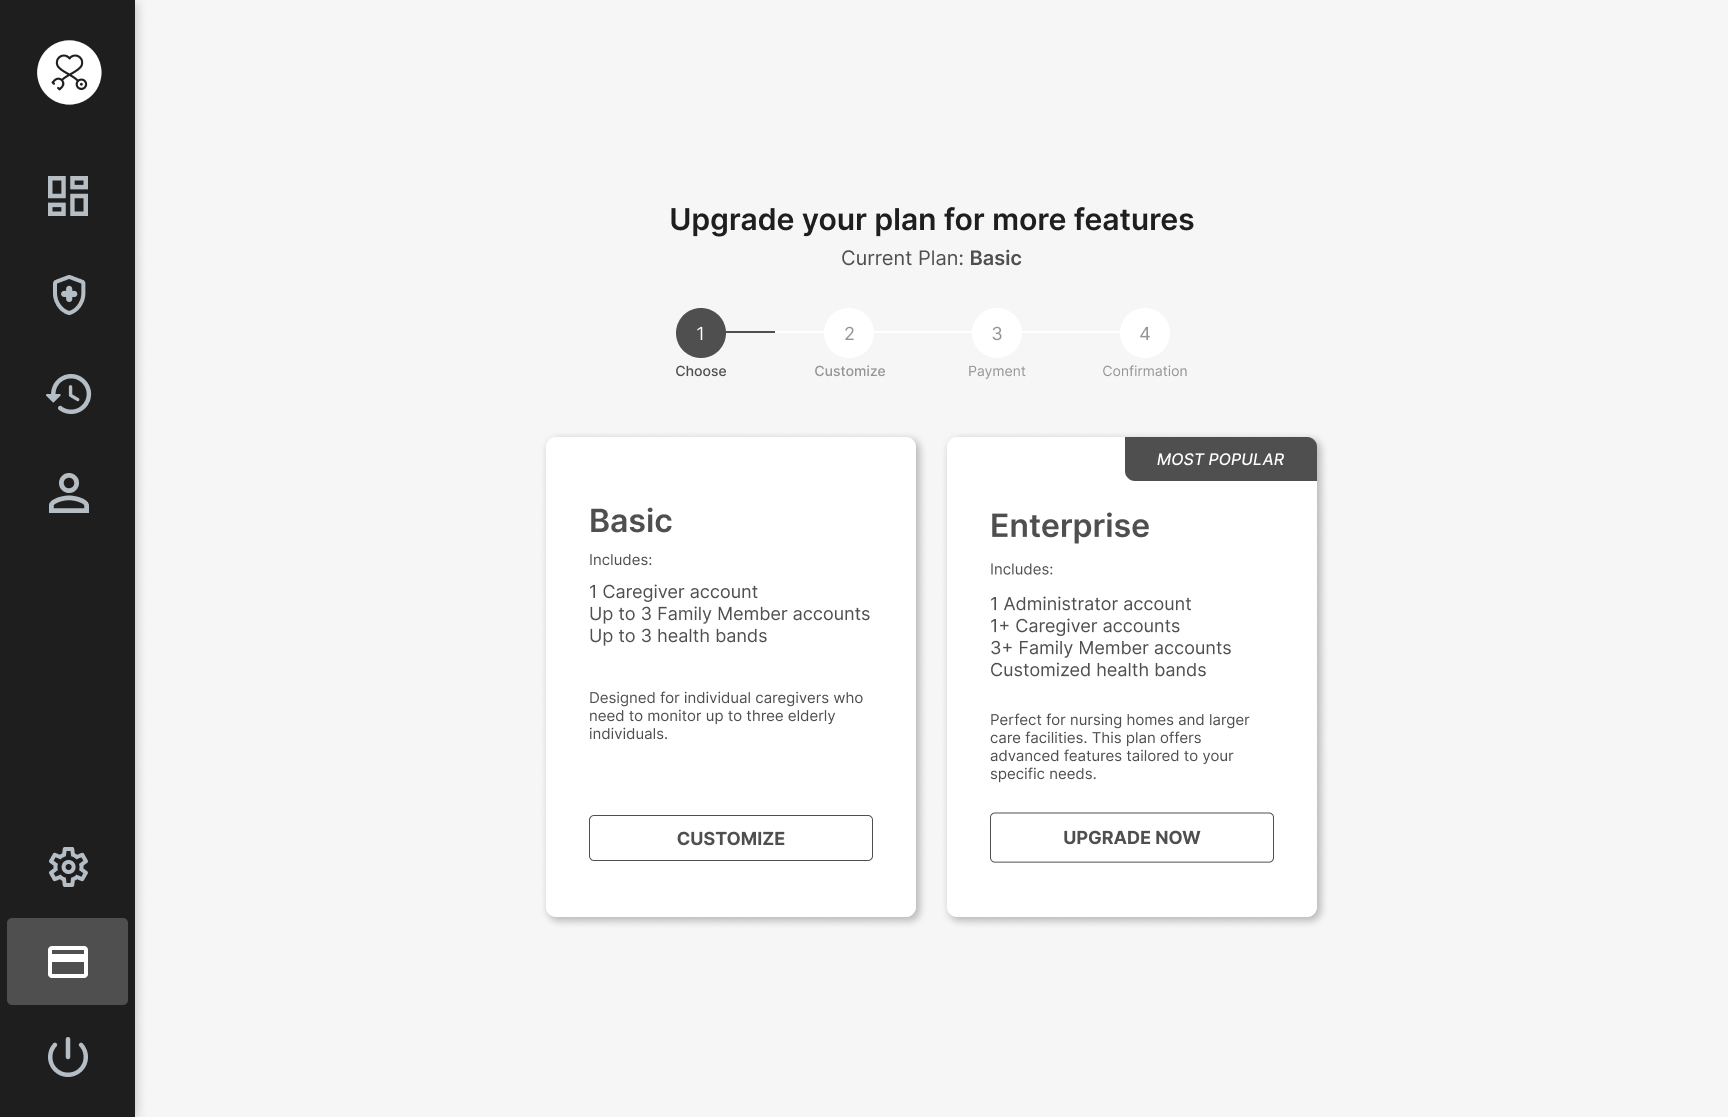 Upgrade your plan for more features
Current Plan: Basic
1
2
3
4
Choose
Customize
Payment
Confirmation
Basic
Includes:
1 Caregiver account
Up to 3 Family Member accounts
Up to 3 health bands
Designed for individual caregivers who
need to monitor up to three elderly
individuals.
CUSTOMIZE
MOST POPULAR
Enterprise
Includes:
1 Administrator account
1+ Caregiver accounts
3+ Family Member accounts
Customized health bands
Perfect for nursing homes and larger
care facilities. This plan offers
advanced features tailored to your
specific needs.
UPGRADE NOW